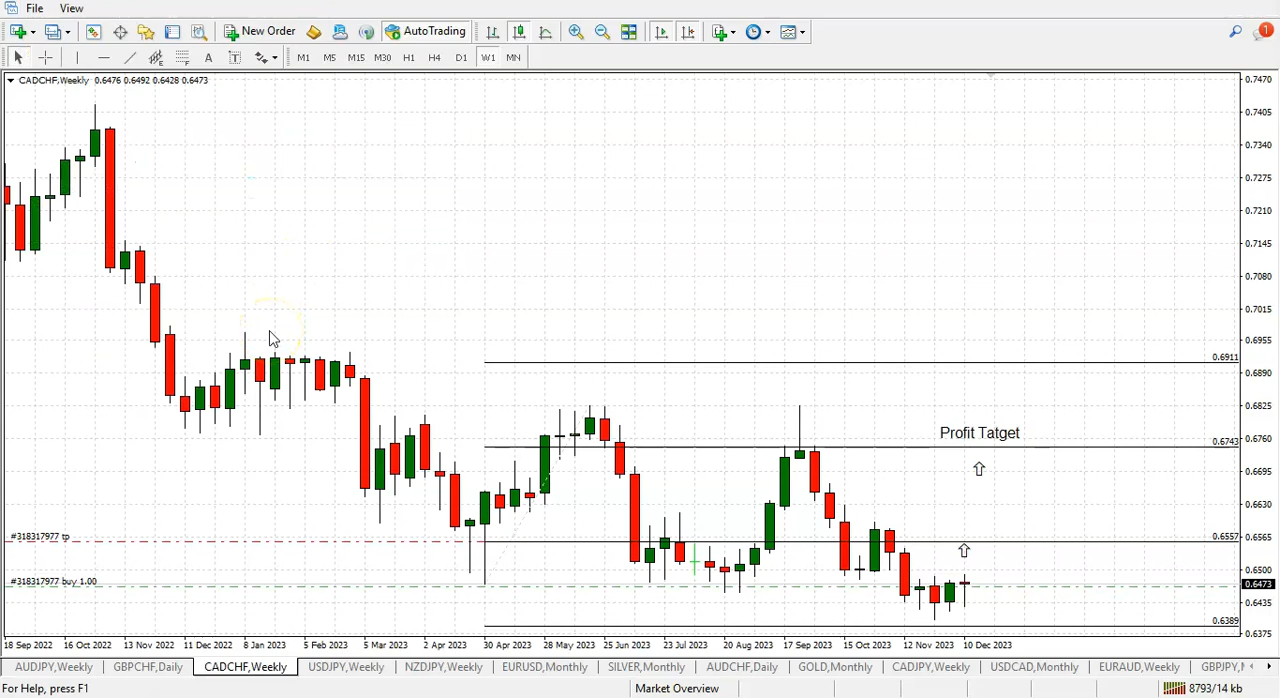 File View
New Order AutoTrading 1
A T M1 M5 M15 M30 H1 H4 D1 W1 MN
CADCHF,Weekly 0.6476 0.6492 0.6428 0.6473
0.7470
0.7405
0.7340
0.7275
0.7210
0.7145
0.7080
0.7015
0.6955
0.6911
0.6890
0.6825
Profit Tatget
0.6743
0.6760
0.6695
0.6630
#318317977 tp
0.6557
0.6565
0.6500
#318317977 buy 1.00
0.6473
0.6435
0.6389
0.6375
18 Sep 2022 16 Oct 2022 13 Nov 2022 11 Dec 2022 8 Jan 2023 5 Feb 2023 5 Mar 2023 2 Apr 2023 30 Apr 2023 28 May 2023 25 Jun 2023 23 Jul 2023 20 Aug 2023 17 Sep 2023 15 Oct 2023 12 Nov 2023 10 Dec 2023
AUDJPY,Weekly GBPCHF,Daily CADCHF,Weekly USDJPY,Weekly NZDJPY,Weekly EURUSD,Monthly SILVER,Monthly AUDCHF,Daily GOLD,Monthly CADJPY,Weekly USDCAD,Monthly EURAUD,Weekly GBPJPY,
For Help, press F1 Market Overview 8793/14 kb